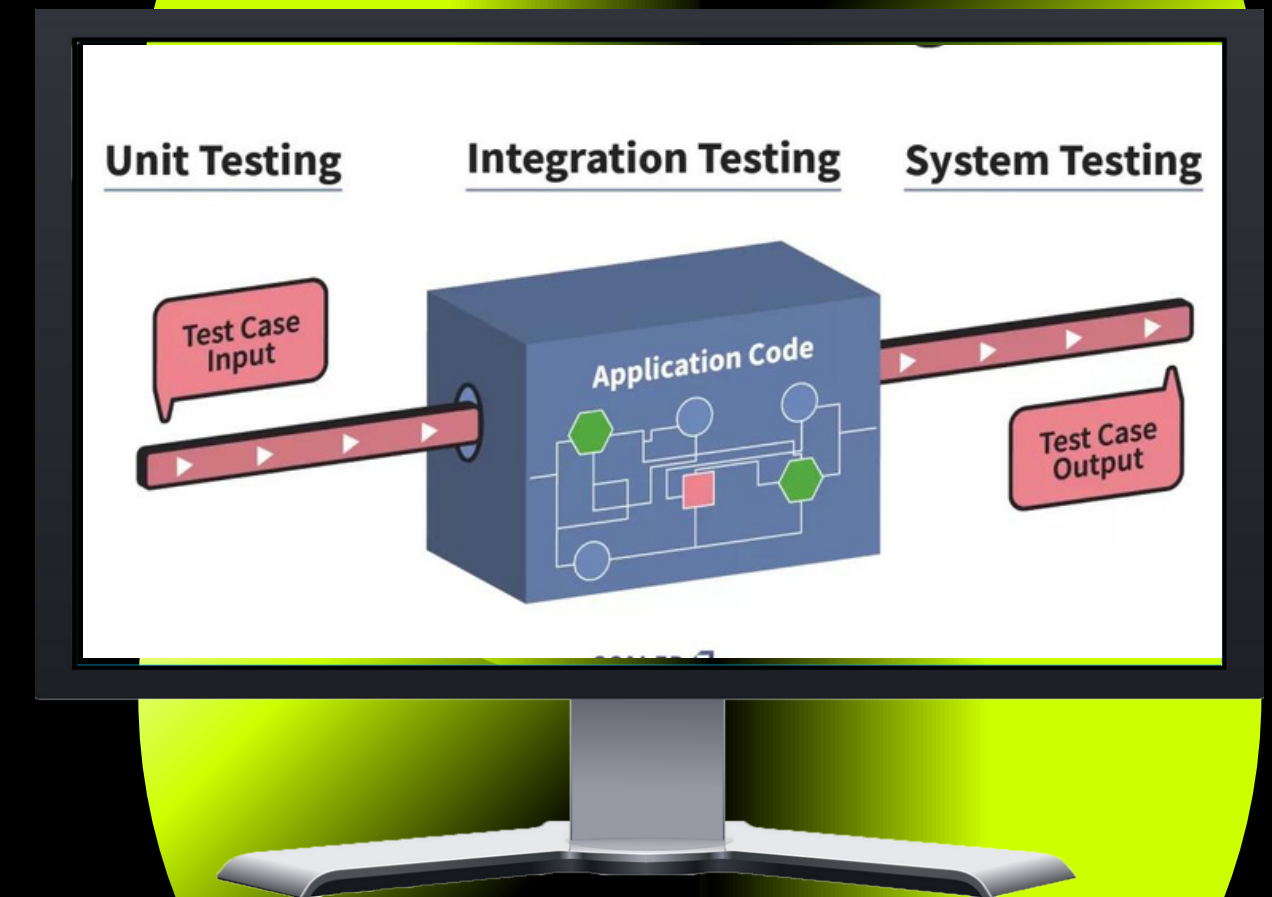 Unit Testing
Integration Testing
System Testing
Test Case
Input
Application Code
Test Case
Output